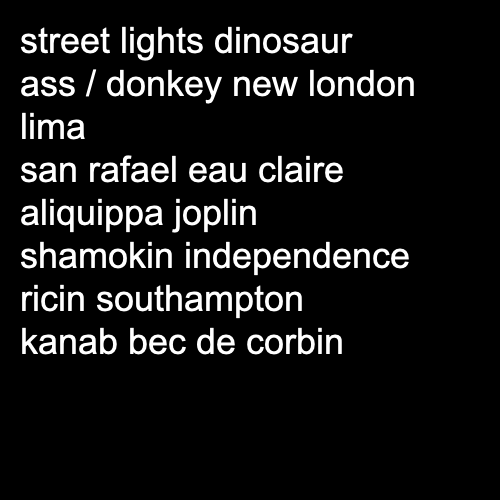 street lights dinosaur
ass / donkey new london
lima
san rafael eau claire
aliquippa joplin
shamokin independence
ricin southampton
kanab bec de corbin